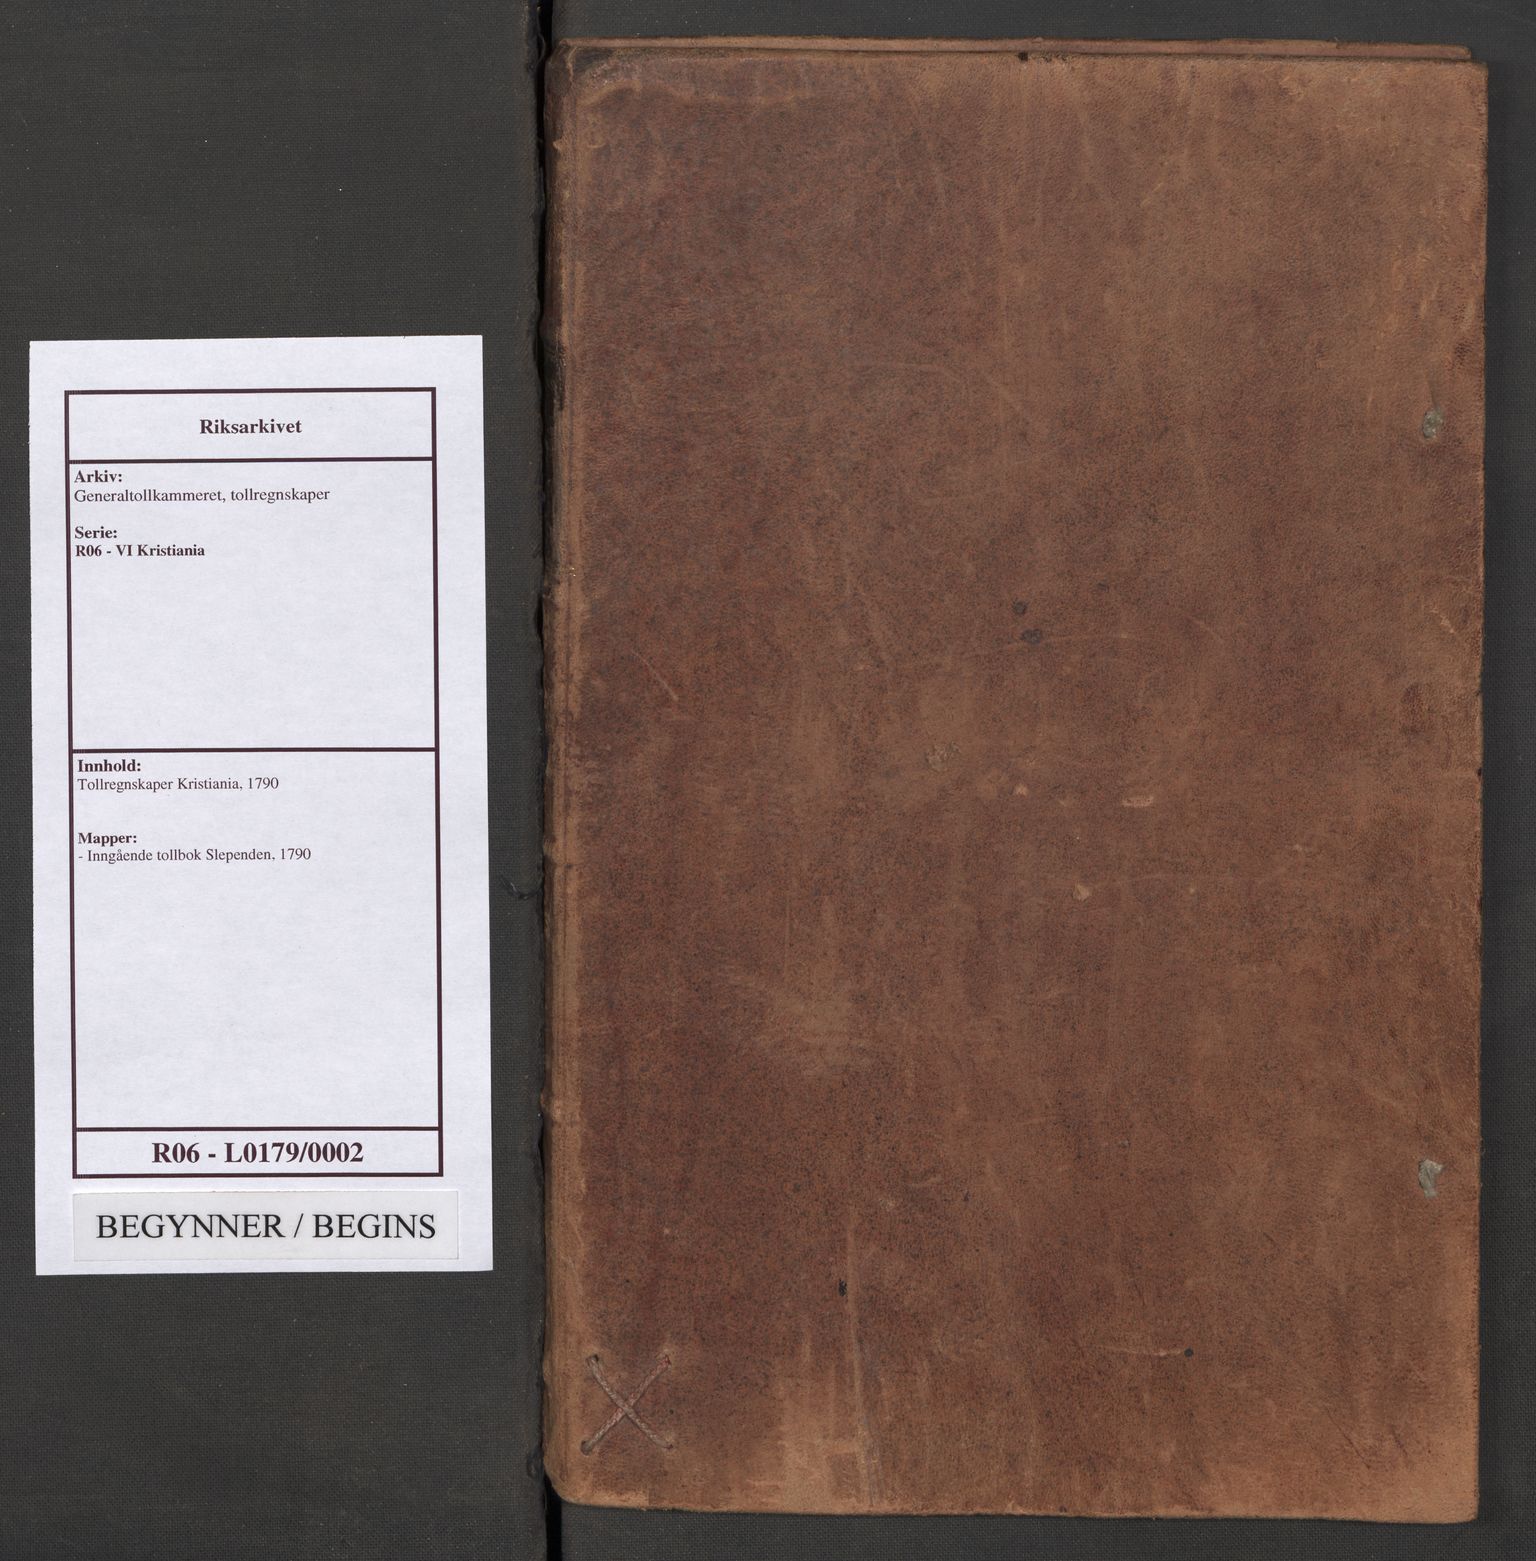 Riksarkivet
Arkiv:
Generaltollkammeret, tollregnskaper
Serie:
R06 - VI Kristiania
Innhold:
Tollregnskaper Kristiania, 1790
Mapper:
- Inngående tollbok Slependen, 1790
R06 - L0179/0002
BEGYNNER / BEGINS